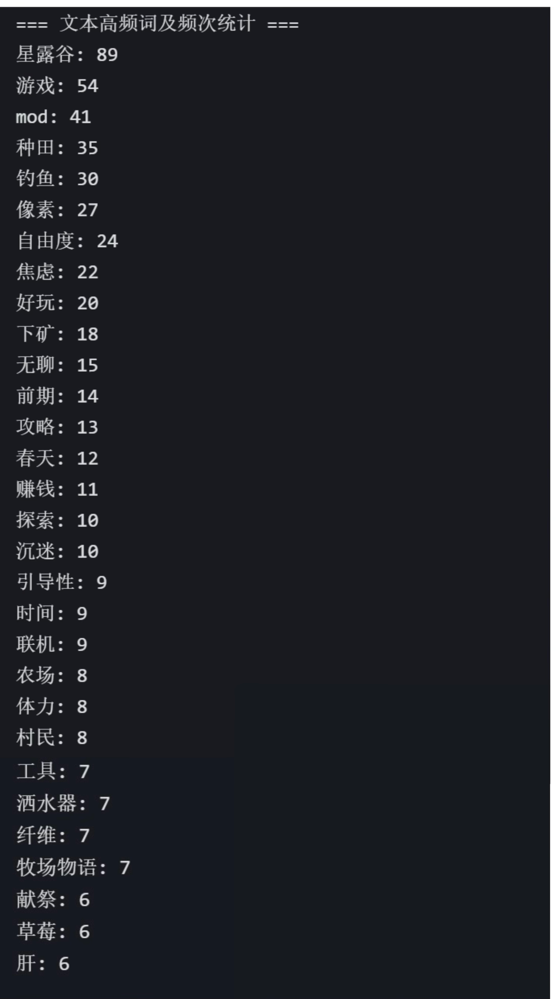 === 文本高频词及频次统计 ===
星露谷: 89
游戏: 54
mod: 41
种田: 35
钓鱼: 30
像素: 27
自由度: 24
焦虑: 22
好玩: 20
下矿: 18
无聊: 15
前期: 14
攻略: 13
春天: 12
赚钱: 11
探索: 10
沉迷: 10
引导性: 9
时间: 9
联机: 9
农场: 8
体力: 8
村民: 8
工具: 7
洒水器: 7
纤维: 7
牧场物语: 7
献祭: 6
草莓: 6
肝: 6